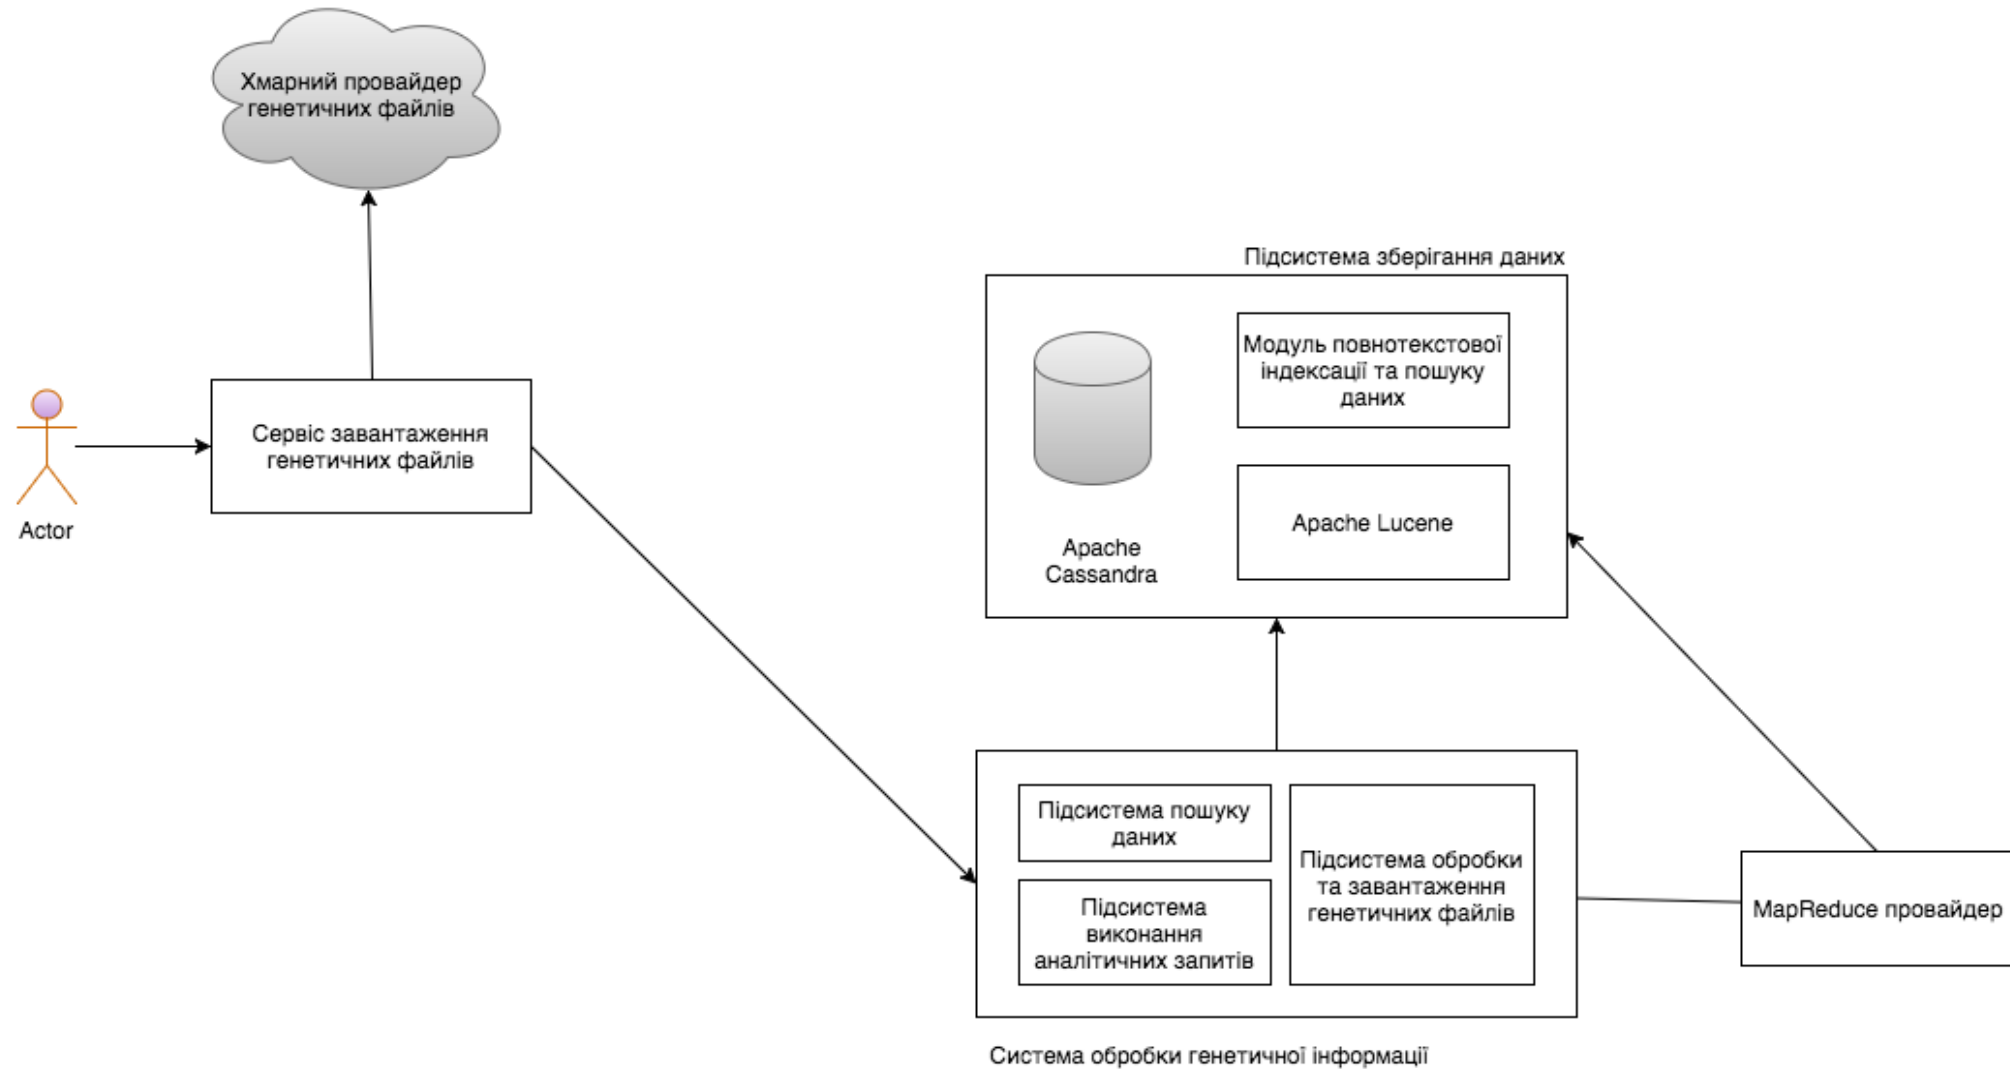 Хмарний провайдер
генетичних файлів
Підсистема зберігання даних
Модуль повнотекстової
індексації та пошуку
даних
Сервіс завантаження
генетичних файлів
Actor
Apache Lucene
Apache
Cassandra
Підсистема пошуку
даних
Підсистема обробки
та завантаження
генетичних файлів
Підсистема
виконання
аналітичних запитів
MapReduce провайдер
Система обробки генетичної інформації